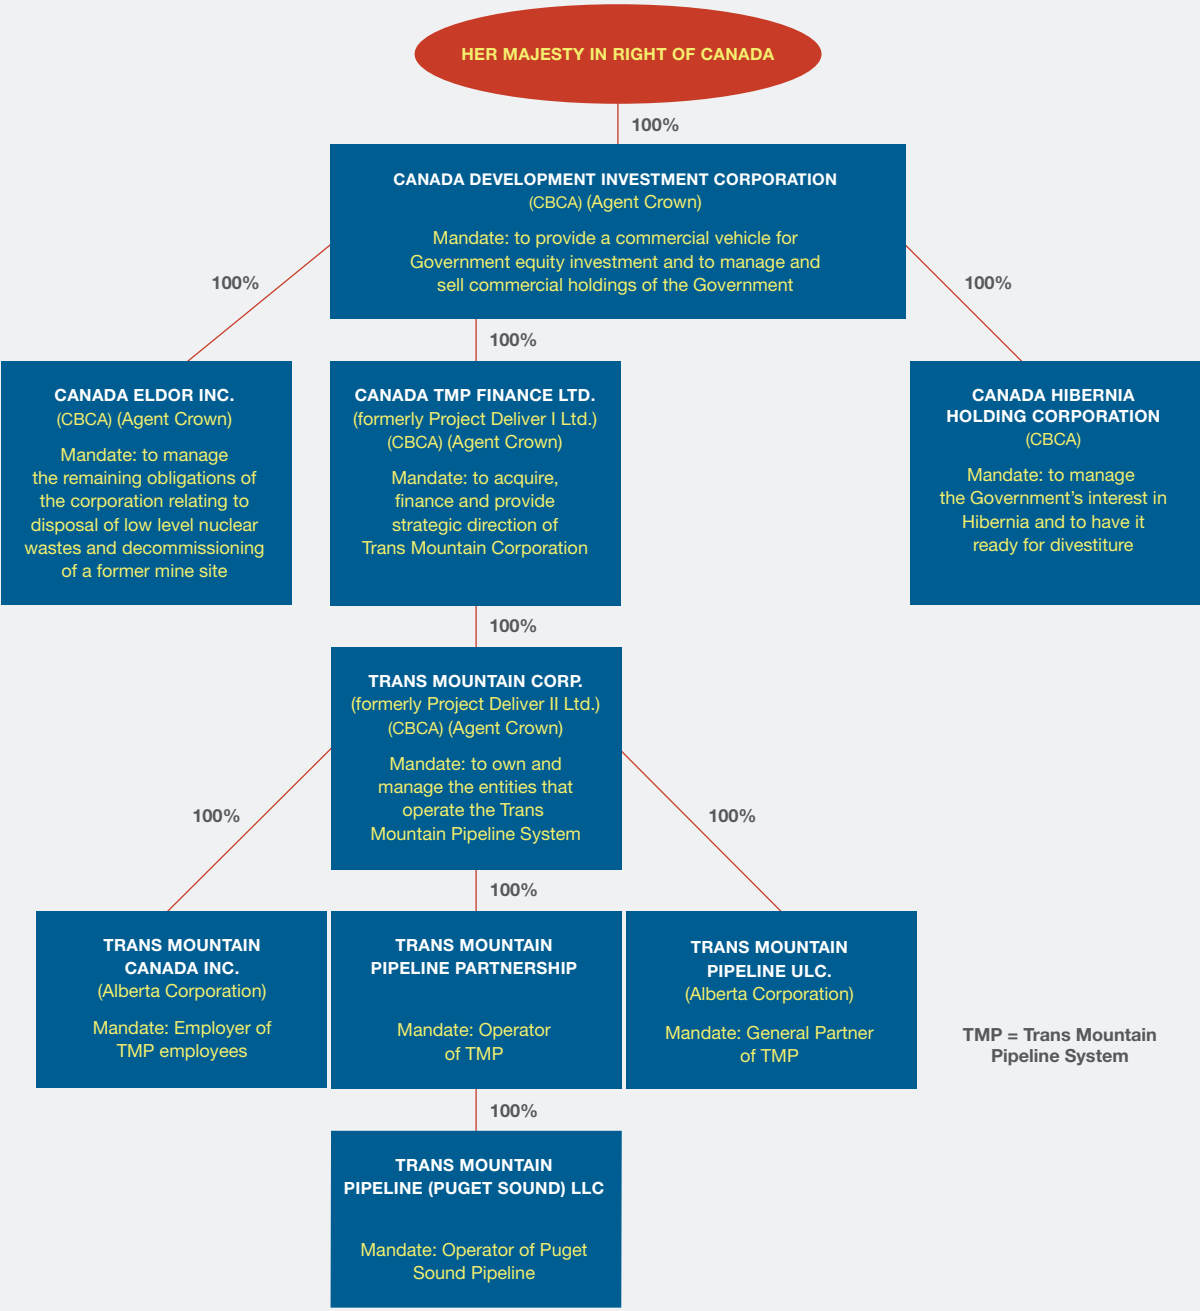 HER MAJESTY IN RIGHT OF CANADA
100%
CANADA DEVELOPMENT INVESTMENT CORPORATION
(CBCA) (Agent Crown)
Mandate: to provide a commercial vehicle for
Government equity investment and to manage and
sell commercial holdings of the Government
100%
100%
100%
CANADA ELDOR INC.
(CBCA) (Agent Crown)
Mandate: to manage
the remaining obligations of
the corporation relating to
disposal of low level nuclear
wastes and decommissioning
of a former mine site
CANADA TMP FINANCE LTD.
(formerly Project Deliver I Ltd.)
(CBCA) (Agent Crown)
Mandate: to acquire,
finance and provide
strategic direction of
Trans Mountain Corporation
CANADA HIBERNIA
HOLDING CORPORATION
(CBCA)
Mandate: to manage
the Government’s interest in
Hibernia and to have it
ready for divestiture
100%
TRANS MOUNTAIN CORP.
(formerly Project Deliver II Ltd.)
(CBCA) (Agent Crown)
Mandate: to own and
manage the entities that
operate the Trans
Mountain Pipeline System
100%
100%
100%
TRANS MOUNTAIN
CANADA INC.
(Alberta Corporation)
Mandate: Employer of
TMP employees
TRANS MOUNTAIN
PIPELINE PARTNERSHIP
Mandate: Operator
of TMP
TRANS MOUNTAIN
PIPELINE ULC.
(Alberta Corporation)
Mandate: General Partner
of TMP
TMP = Trans Mountain
Pipeline System
100%
TRANS MOUNTAIN
PIPELINE (PUGET SOUND) LLC
Mandate: Operator of Puget
Sound Pipeline